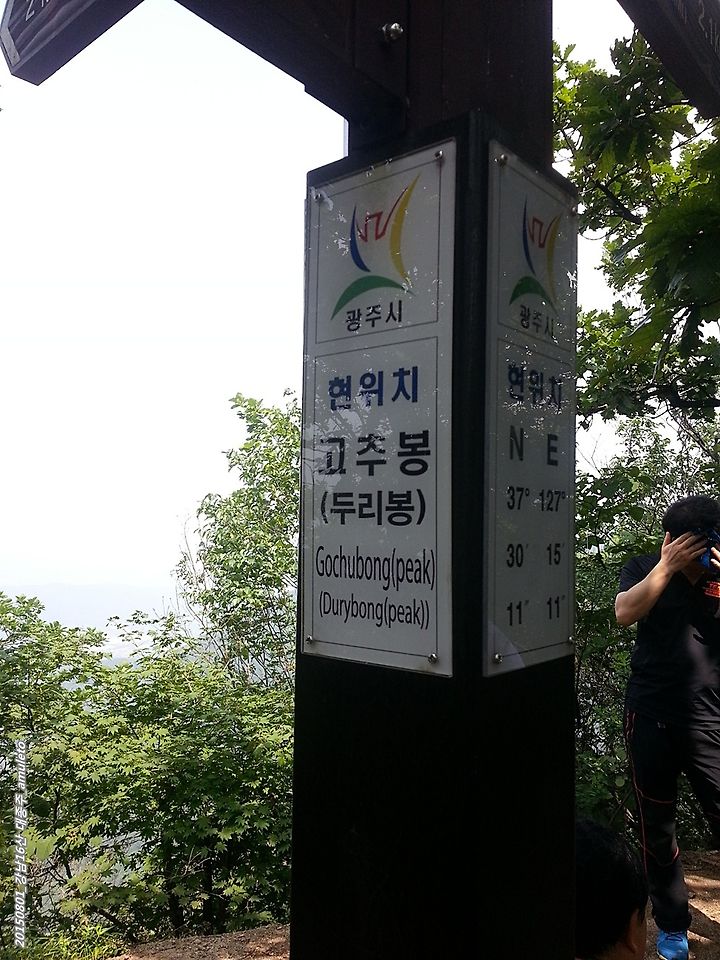 광주시
현위치
고추봉
(두리봉)
Gochubong(peak)
(Durybong(peak))
광주시
현위치
N E
37° 127°
30′ 15′
11″ 11″